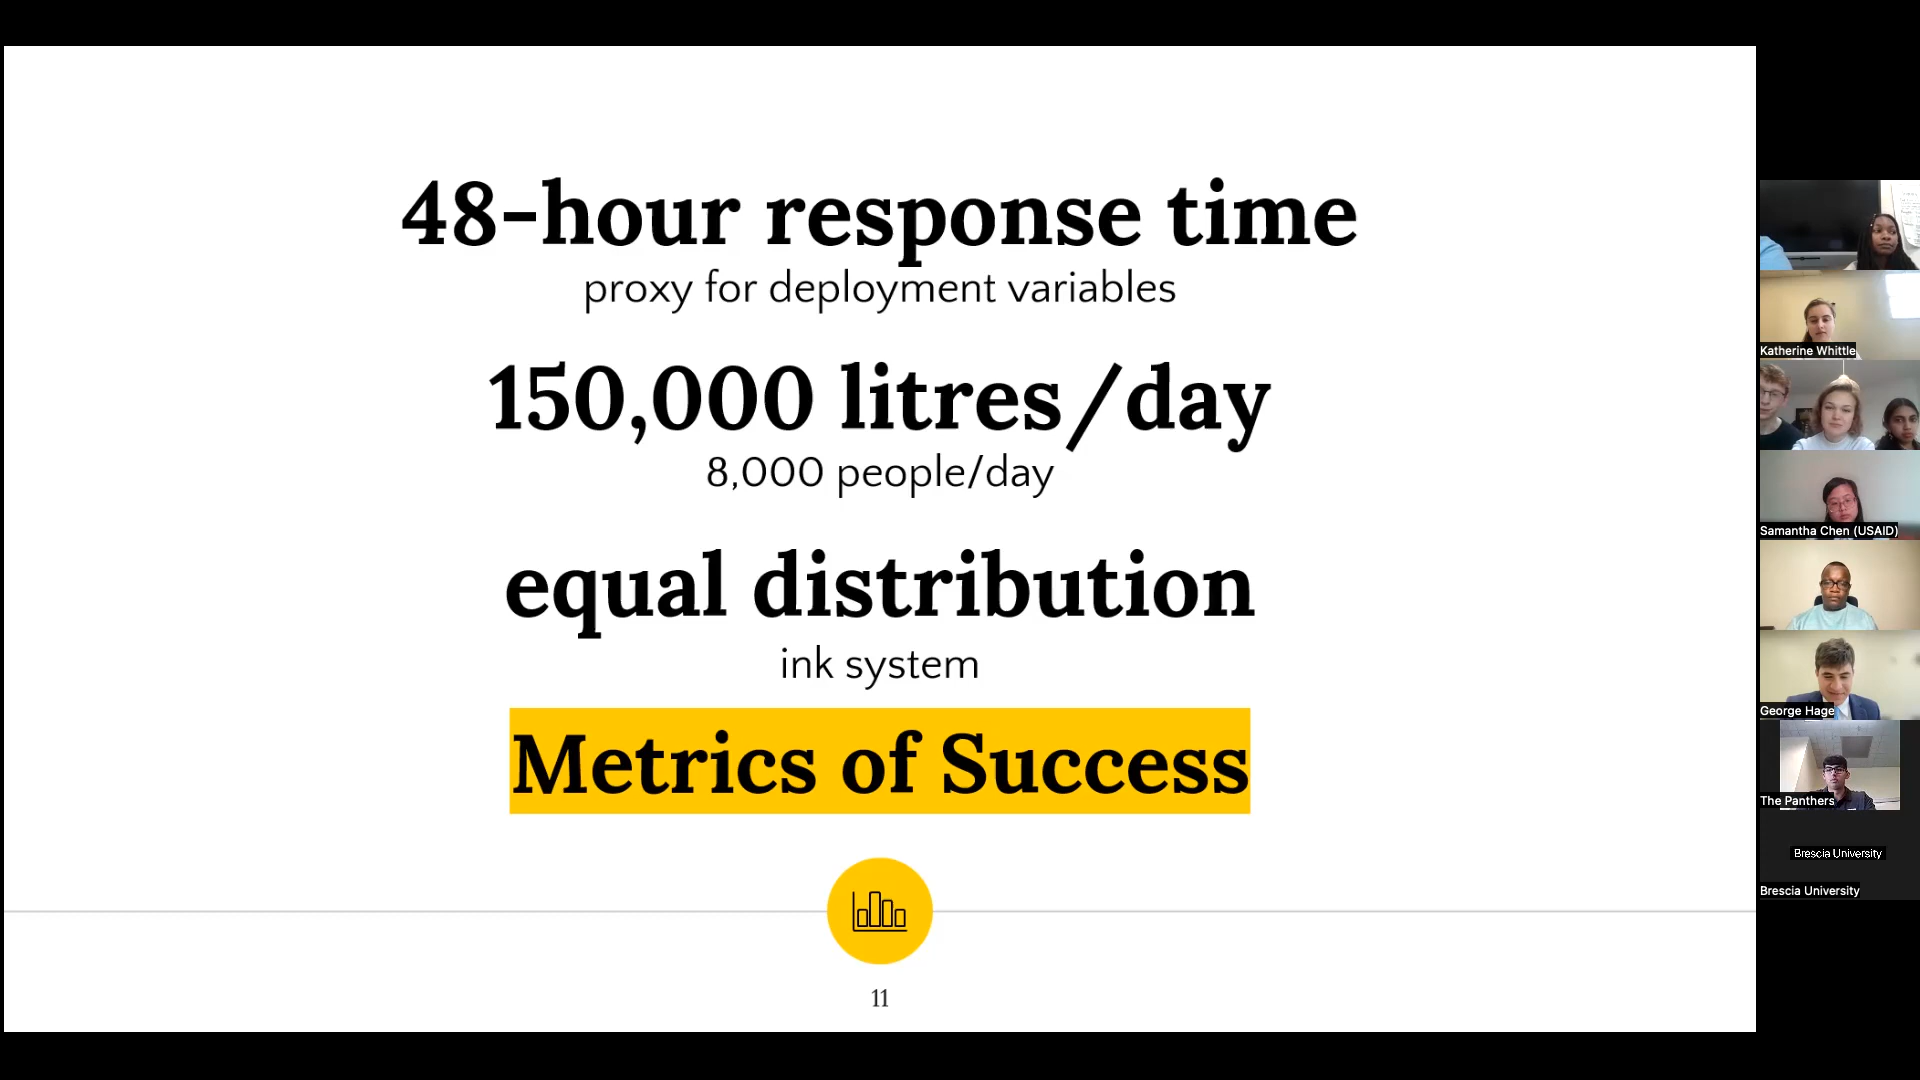 48-hour response time
proxy for deployment variables
150,000 litres/day
8,000 people/day
equal distribution
ink system
Metrics of Success
11
Katherine Whittle
Samantha Chen (USAID)
George Hage
The Panthers
Brescia University
Brescia University